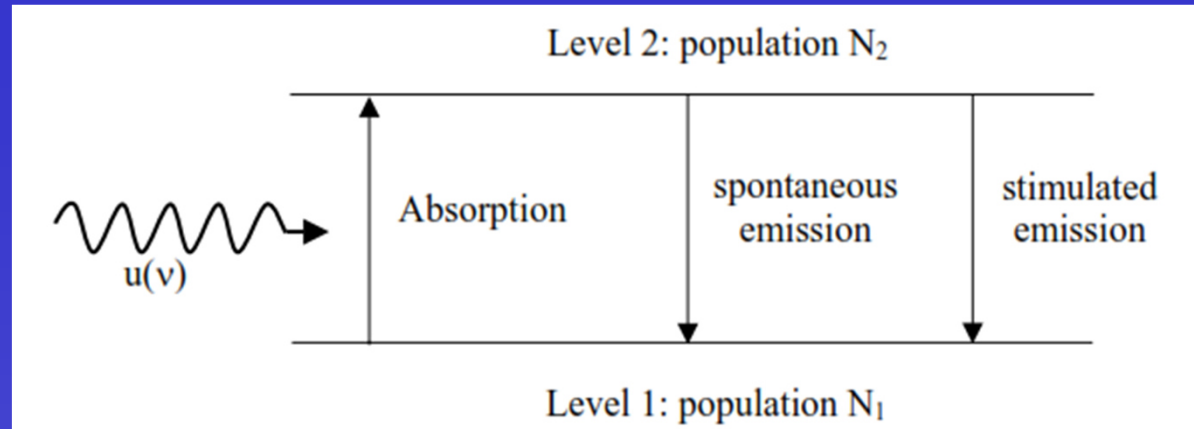 Level 2: population N₂
Absorption
spontaneous
emission
stimulated
emission
u(ν)
Level 1: population N₁